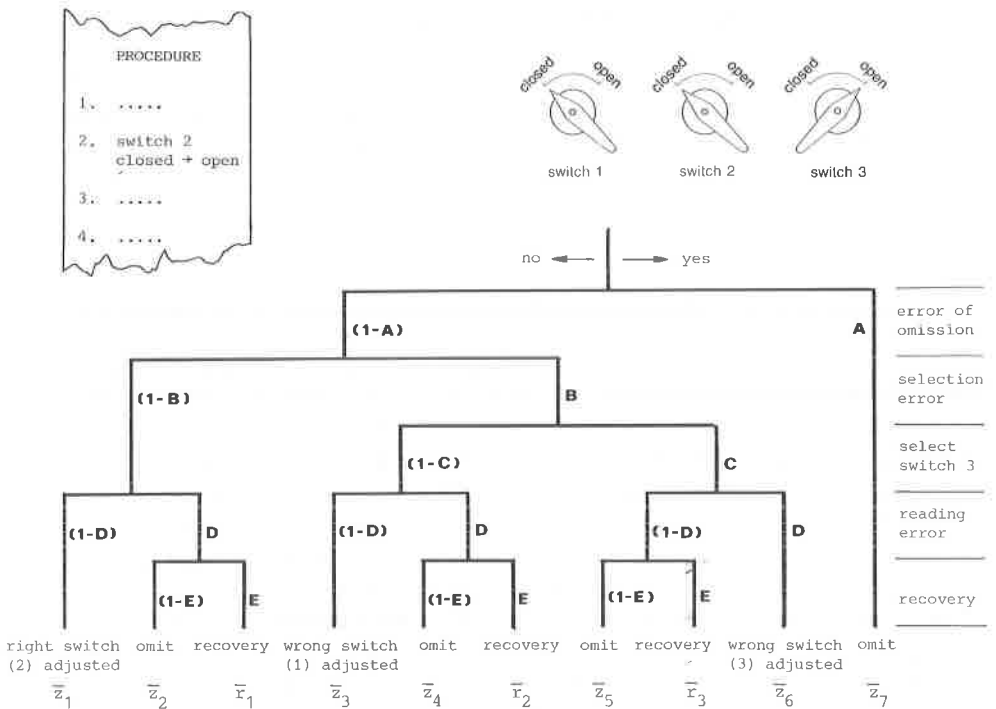 PROCEDURE
1. .....
2. switch 2
closed → open
3. .....
4. .....
closed open
closed open
closed open
switch 1 switch 2 switch 3
no yes
(1-A) A
error of
omission
(1-B) B
selection
error
(1-C) C
select
switch 3
(1-D) D (1-D) D (1-D) D
reading
error
(1-E) E (1-E) E (1-E) E
recovery
right switch omit recovery wrong switch omit recovery omit recovery wrong switch omit
(2) adjusted (1) adjusted (3) adjusted
z̅1 z̅2 r̅1 z̅3 z̅4 r̅2 z̅5 r̅3 z̅6 z̅7